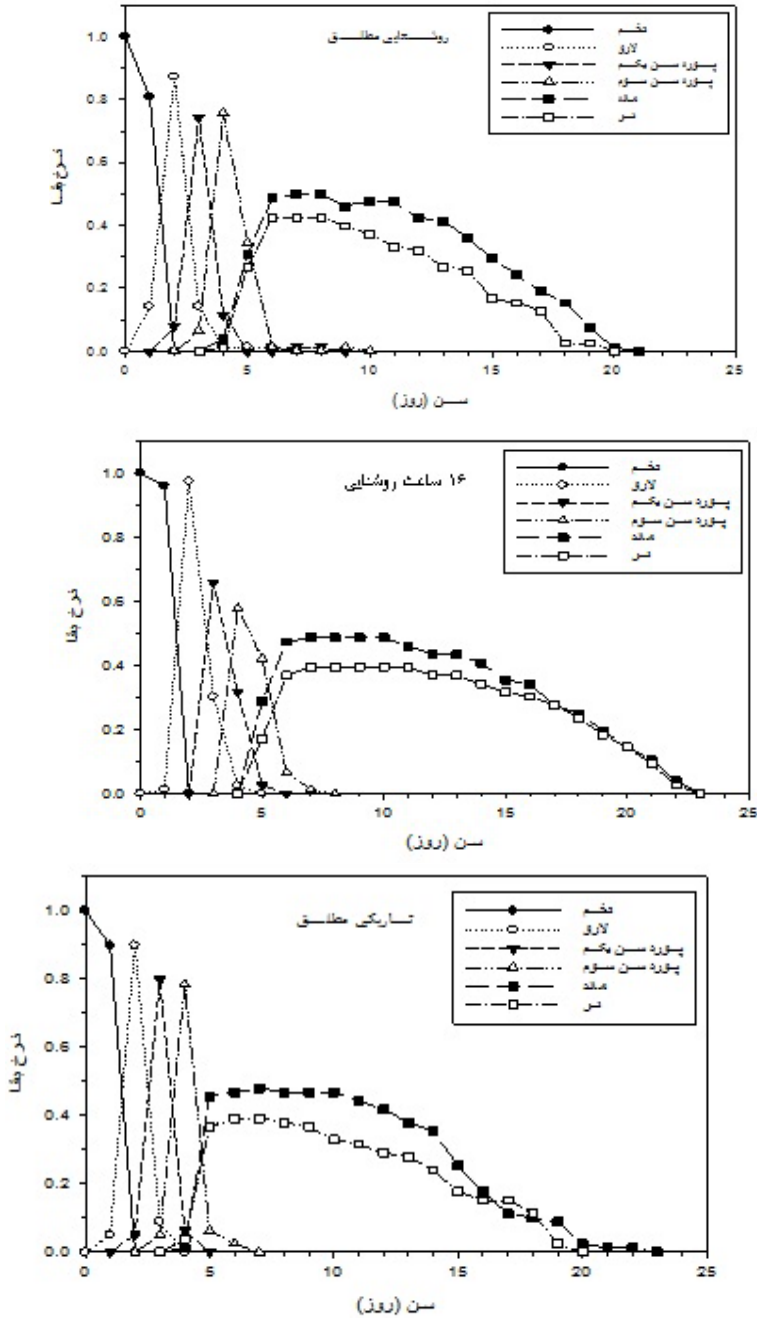 روشنایی مطلق
تخم
لارو
پوره سن یکم
پوره سن سوم
ماده
نر
نرخ بقا
1.0
0.8
0.6
0.4
0.2
0.0
0 5 10 15 20 25
سن (روز)
۱۶ ساعت روشنایی
تخم
لارو
پوره سن یکم
پوره سن سوم
ماده
نر
نرخ بقا
1.0
0.8
0.6
0.4
0.2
0.0
0 5 10 15 20 25
سن (روز)
تاریکی مطلق
تخم
لارو
پوره سن یکم
پوره سن سوم
ماده
نر
نرخ بقا
1.0
0.8
0.6
0.4
0.2
0.0
0 5 10 15 20 25
سن (روز)